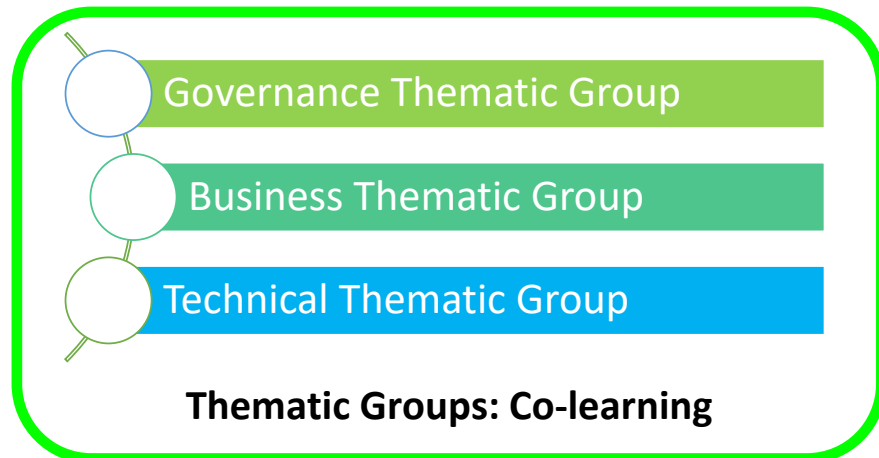 Governance Thematic Group
Business Thematic Group
Technical Thematic Group
Thematic Groups: Co-learning